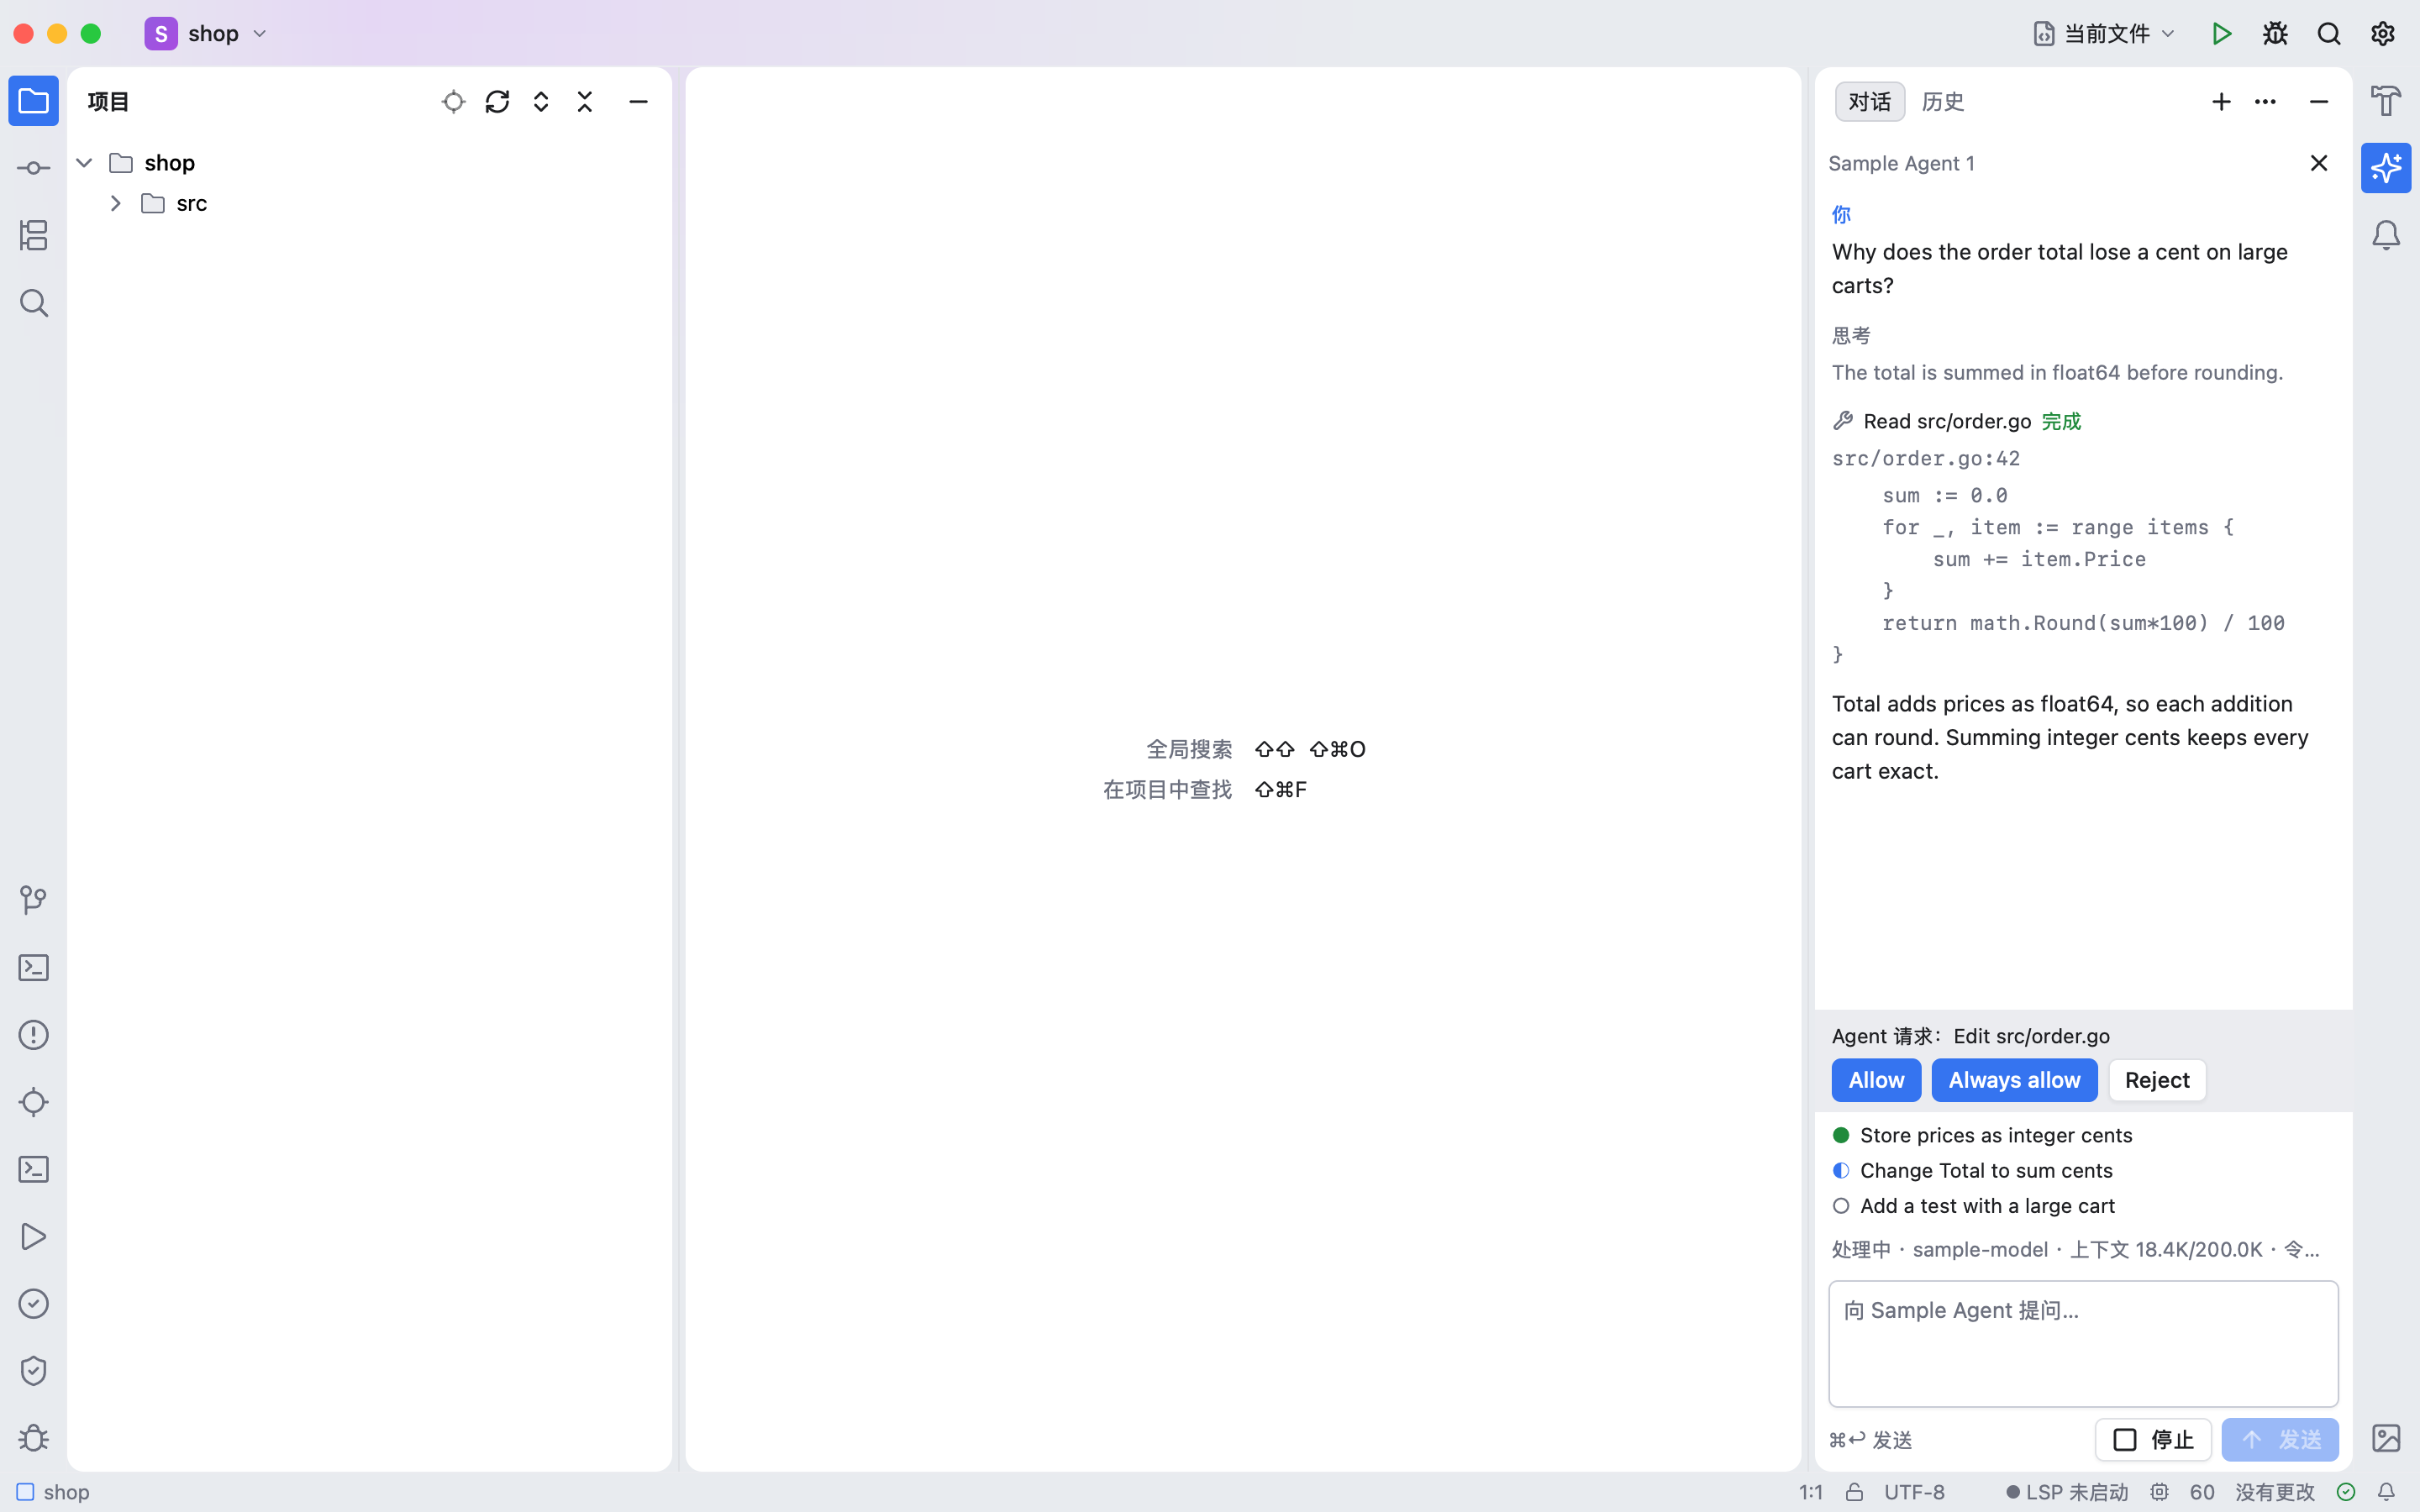 S shop
当前文件
项目
shop
src
全局搜索 ⇧⇧ ⇧⌘O
在项目中查找 ⇧⌘F
对话 历史
Sample Agent 1
你
Why does the order total lose a cent on large
carts?
思考
The total is summed in float64 before rounding.
Read src/order.go 完成
src/order.go:42
sum := 0.0
for _, item := range items {
sum += item.Price
}
return math.Round(sum*100) / 100
}
Total adds prices as float64, so each addition
can round. Summing integer cents keeps every
cart exact.
Agent 请求: Edit src/order.go
Allow Always allow Reject
Store prices as integer cents
Change Total to sum cents
Add a test with a large cart
处理中 · sample-model · 上下文 18.4K/200.0K · 令...
向 Sample Agent 提问...
⌘↩ 发送 停止 发送
shop 1:1 UTF-8 LSP 未启动 60 没有更改